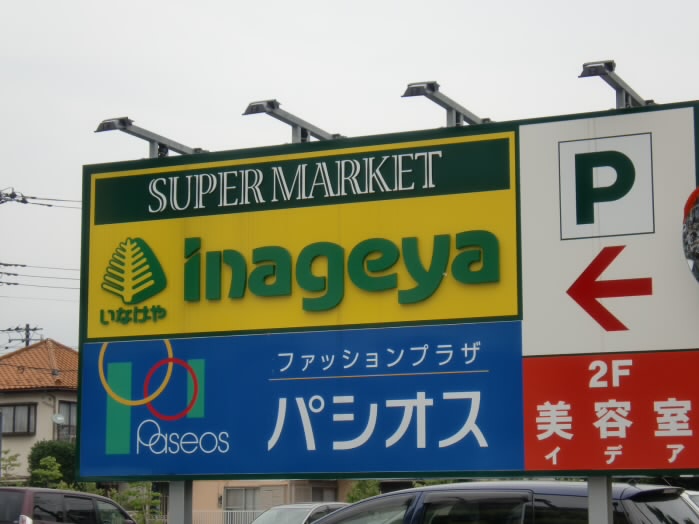 SUPER MARKET
inageya
いなげや
P
ファッションプラザ
パシオス
Paseos
2F
美容室
イデア